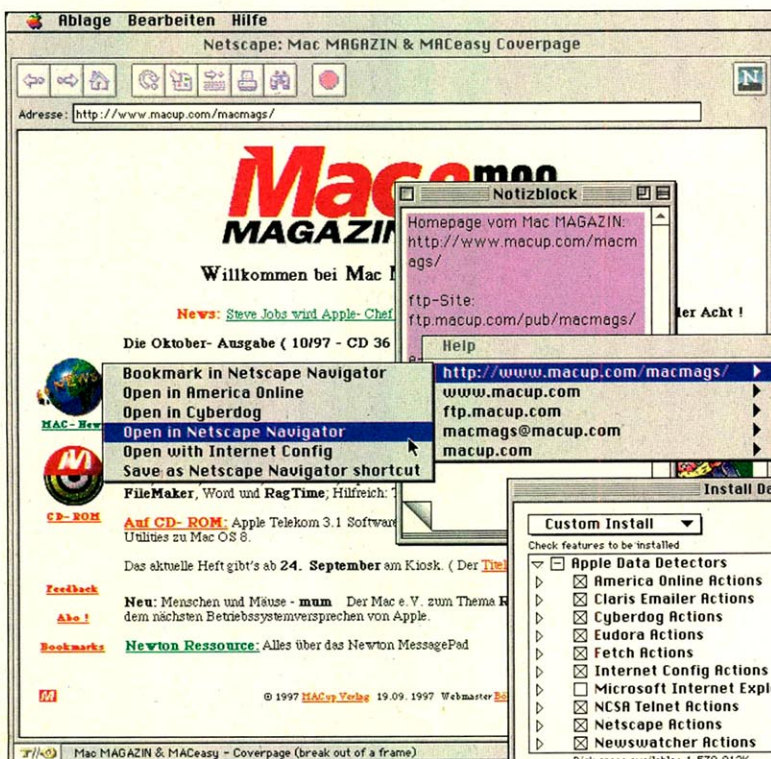 Ablage Bearbeiten Hilfe
Netscape: Mac MAGAZIN & MACeasy Coverpage
N
Adresse: http://www.macup.com/macmags/
Mac
MAGAZIN
Willkommen bei Mac
News: Steve Jobs wird Apple- Chef
der Acht !
Die Oktober- Ausgabe ( 10/97 - CD 36
NEWS
MAC-
CD-ROM
FileMaker, Word und RagTime; Hilfreich:
Auf CD- ROM: Apple Telekom 3.1 Software
Utilities zu Mac OS 8.
Das aktuelle Heft gibt's ab 24. September am Kiosk. ( Der Titel
Feedback
Abo !
Bookmarks
Neu: Menschen und Mäuse - mum Der Mac e.V. zum Thema
dem nächsten Betriebssystemversprechen von Apple.
Newton Ressource: Alles über das Newton MessagePad
© 1997 MACup Verlag 19.09. 1997 Webmaster
Mac MAGAZIN & MACeasy - Coverpage (break out of a frame)
Notizblock
Homepage vom Mac MAGAZIN:
http://www.macup.com/macm
ags/
ftp-Site:
ftp.macup.com/pub/macmags/
Help
http://www.macup.com/macmags/
www.macup.com
ftp.macup.com
macmags@macup.com
macup.com
Bookmark in Netscape Navigator
Open in America Online
Open in Cyberdog
Open in Netscape Navigator
Open with Internet Config
Save as Netscape Navigator shortcut
Install Da
Custom Install
Check features to be installed
Apple Data Detectors
America Online Actions
Claris Emailer Actions
Cyberdog Actions
Eudora Actions
Fetch Actions
Internet Config Actions
Microsoft Internet Expl
NCSA Telnet Actions
Netscape Actions
Newswatcher Actions